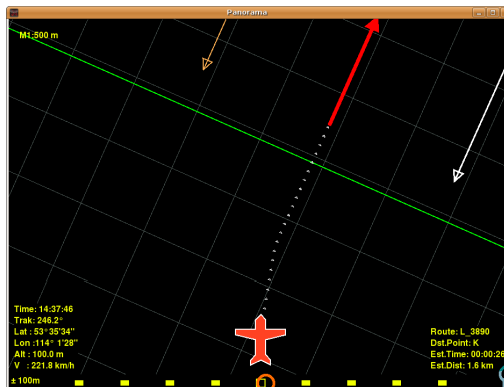 Panorama
M1:500 m
Time: 14:37:46
Trak: 246.2°
Lat : 53°35'34"
Lon :114° 1'28"
Alt : 100.0 m
V : 221.8 km/h
± 100m
Route: L_3890
Dst.Point: K
Est.Time: 00:00:26
Est.Dist: 1.6 km